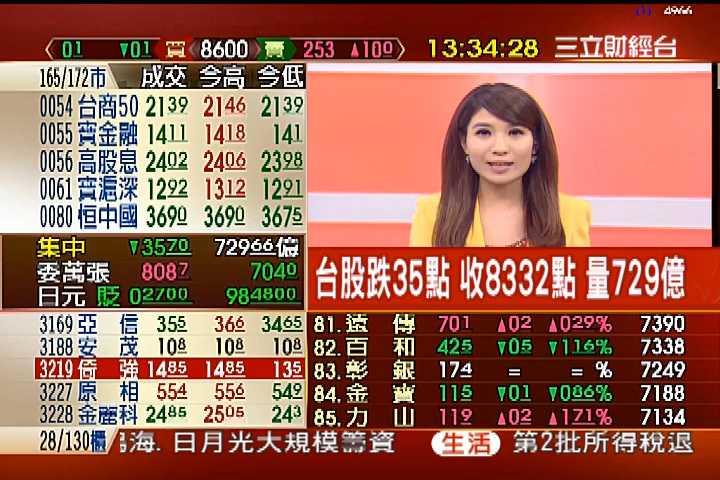 (1) 4966
01 ▼01 買 8600 賣 253 ▲100 13:34:28 三立財經台
165/172市 成交 今高 今低
0054 台商50 2139 2146 2139
0055 寶金融 1411 1418 141
0056 高股息 2402 2406 2398
0061 寶滬深 1292 1312 1291
0080 恒中國 3690 3690 3675
集中 ▼3570 72966億
委萬張 8087 7040
日元 貶 02700 984800
台股跌35點 收8332點 量729億
3169 亞信 355 366 3465
3188 安茂 108 108 108
3219 倚強 1485 1485 135
3227 原相 554 556 549
3228 金麗科 2485 2505 243
81. 遠傳 701 ▲02 ▲029% 7390
82. 百和 425 ▼05 ▼116% 7338
83. 彰銀 174 = = % 7249
84. 金寶 115 ▼01 ▼086% 7188
85. 力山 119 ▲02 ▲171% 7134
28/130櫃 海. 日月光大規模籌資 生活 第2批所得稅退